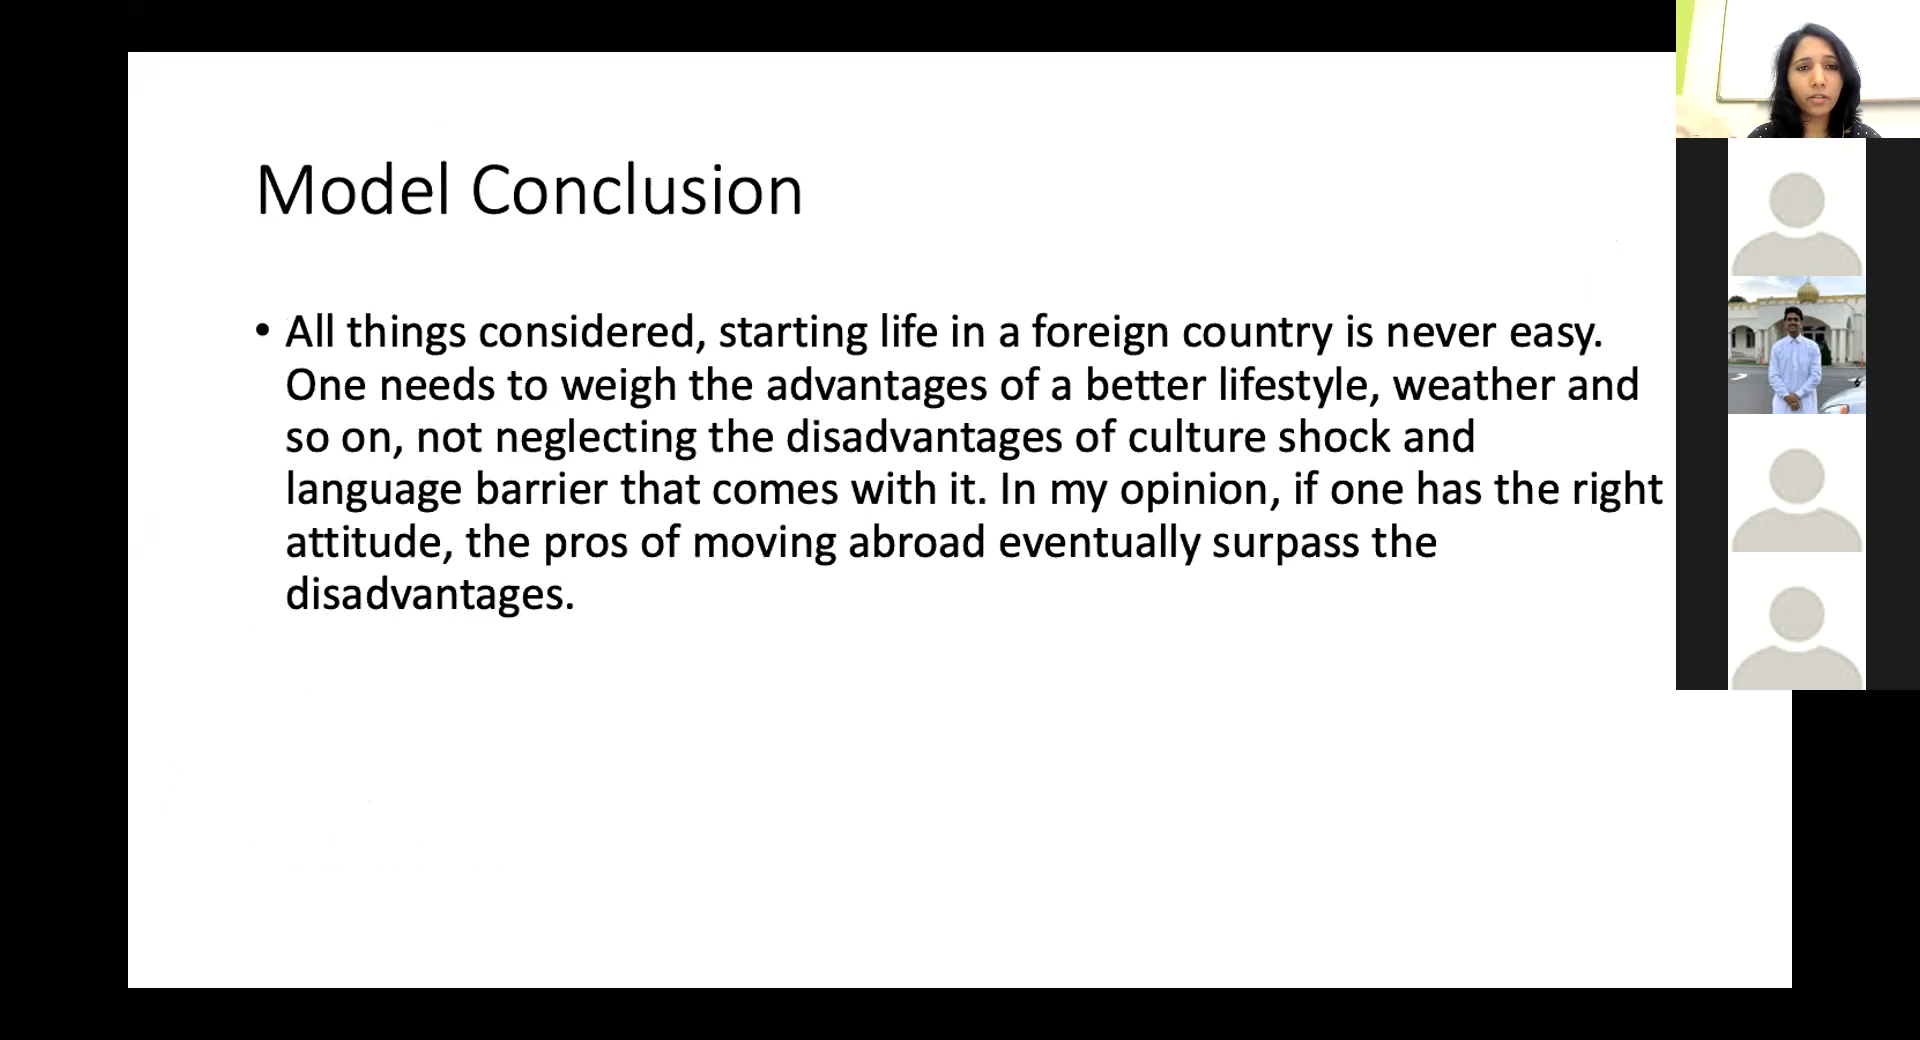 Model Conclusion
• All things considered, starting life in a foreign country is never easy.
One needs to weigh the advantages of a better lifestyle, weather and
so on, not neglecting the disadvantages of culture shock and
language barrier that comes with it. In my opinion, if one has the right
attitude, the pros of moving abroad eventually surpass the
disadvantages.